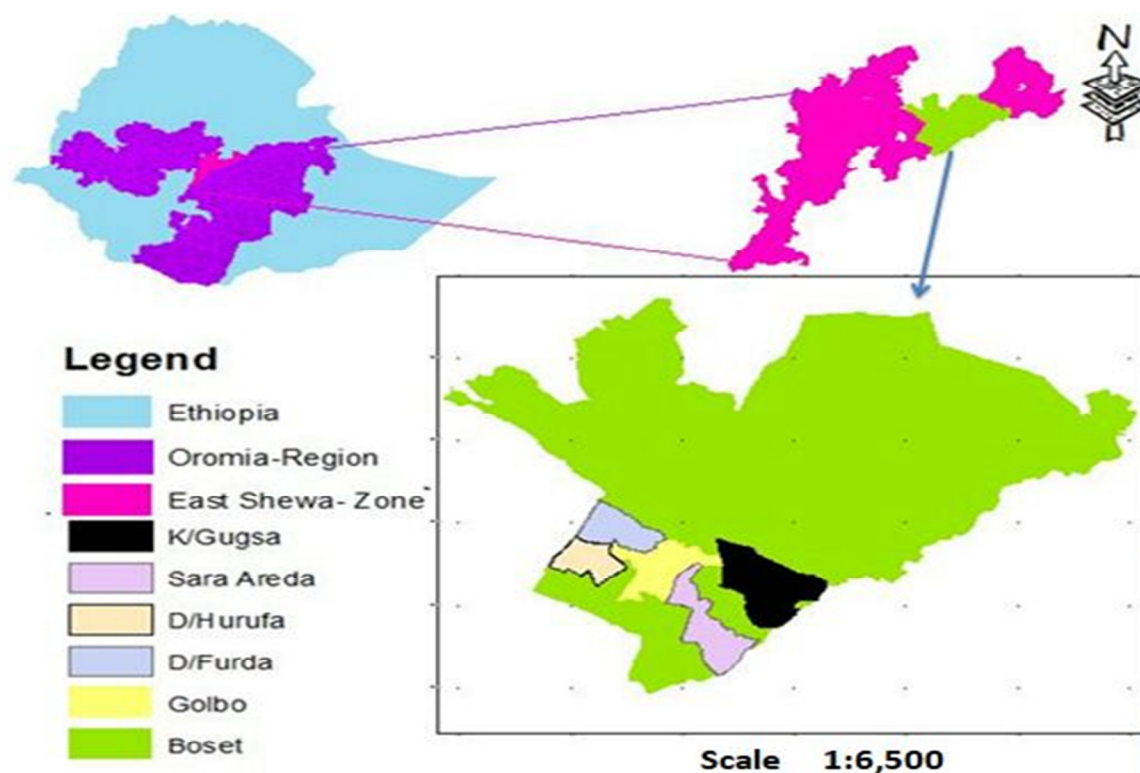 N
Legend
Ethiopia
Oromia-Region
East Shewa- Zone
K/Gugsa
Sara Areda
D/Hurufa
D/Furda
Golbo
Boset
Scale 1:6,500